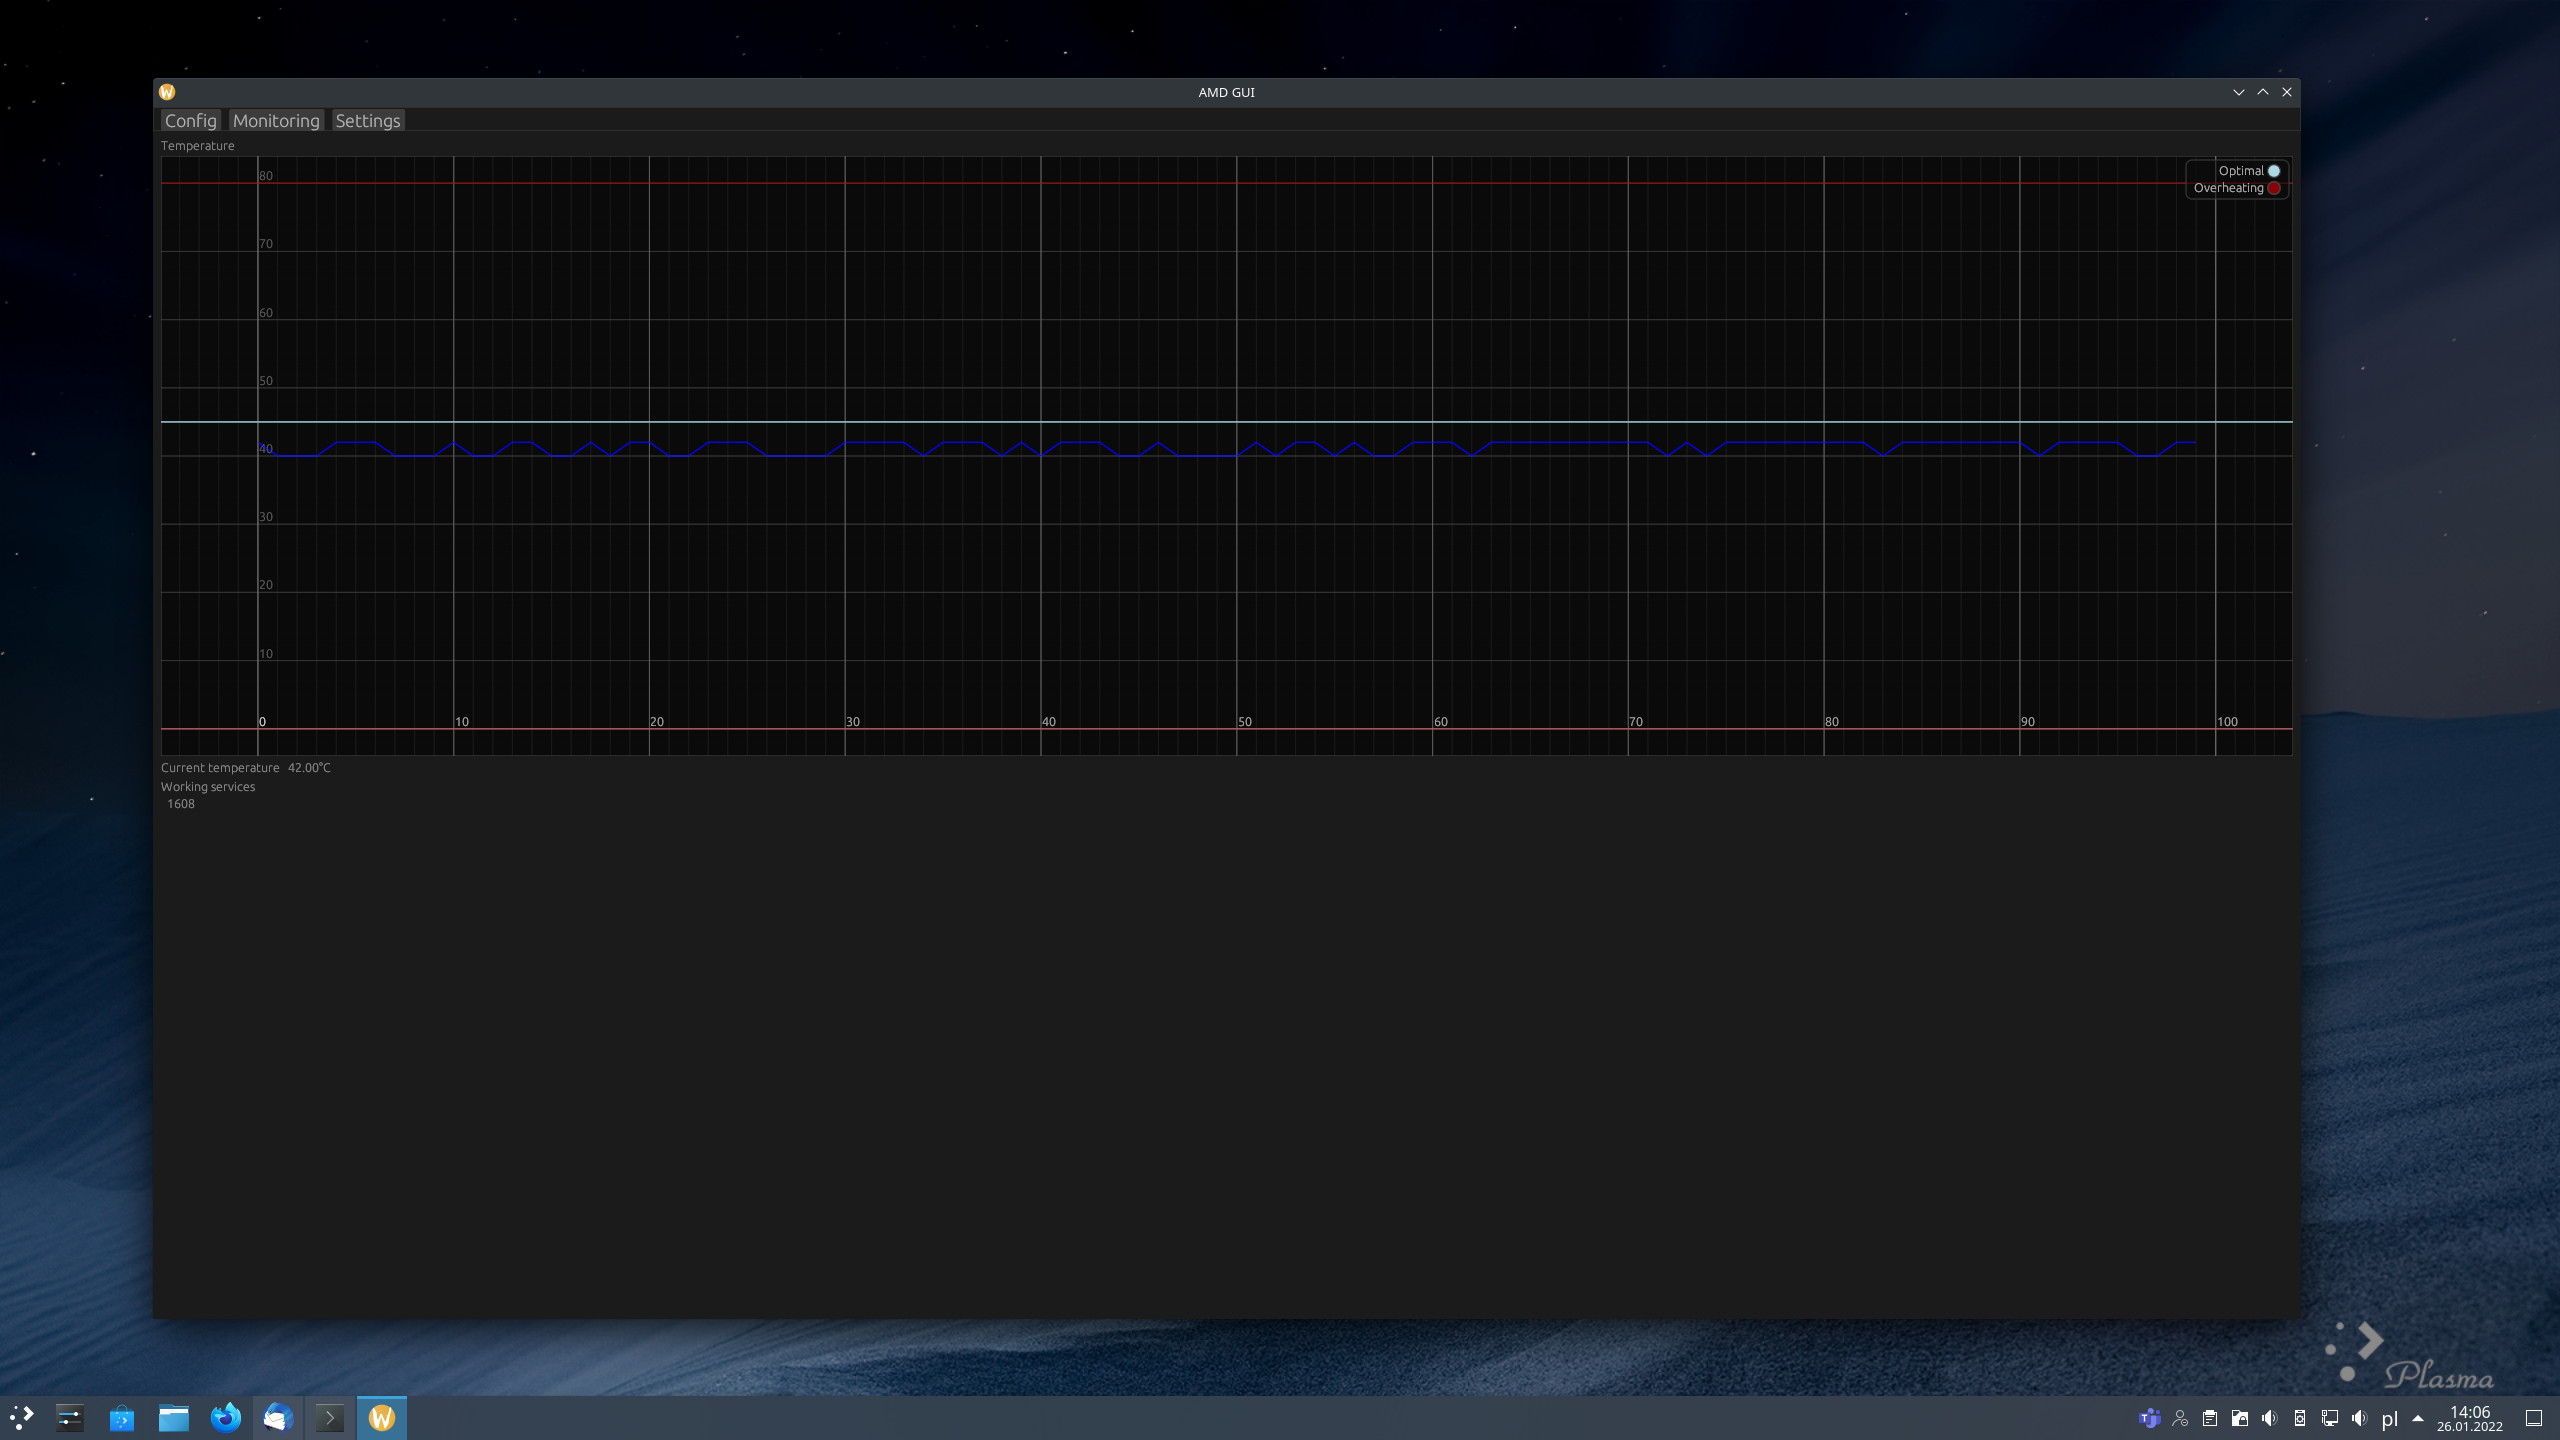 AMD GUI
Config Monitoring Settings
Temperature
Optimal
Overheating
80
70
60
50
40
30
20
10
0 10 20 30 40 50 60 70 80 90 100
Current temperature 42.00°C
Working services
1608
Plasma
W
pl
14:06
26.01.2022